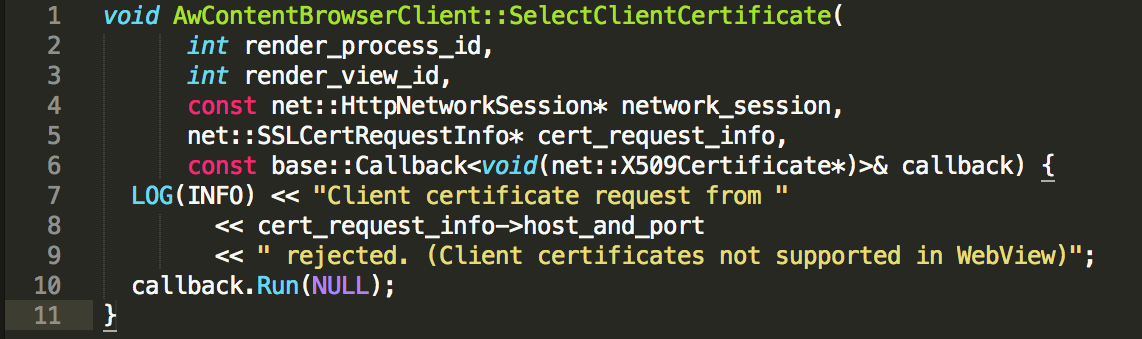 1 void AwContentBrowserClient::SelectClientCertificate(
2 int render_process_id,
3 int render_view_id,
4 const net::HttpNetworkSession* network_session,
5 net::SSLCertRequestInfo* cert_request_info,
6 const base::Callback<void(net::X509Certificate*)>& callback) {
7 LOG(INFO) << "Client certificate request from "
8 << cert_request_info->host_and_port
9 << " rejected. (Client certificates not supported in WebView)";
10 callback.Run(NULL);
11 }